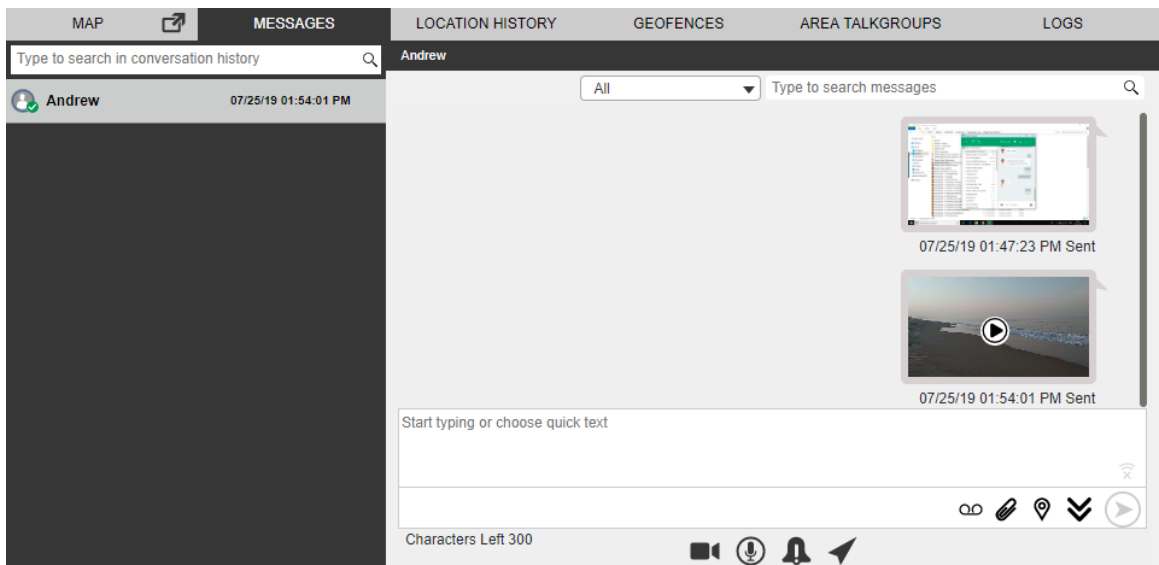 MAP MESSAGES LOCATION HISTORY GEOFENCES AREA TALKGROUPS LOGS
Type to search in conversation history
Andrew 07/25/19 01:54:01 PM
Andrew
All Type to search messages
07/25/19 01:47:23 PM Sent
07/25/19 01:54:01 PM Sent
Start typing or choose quick text
Characters Left 300